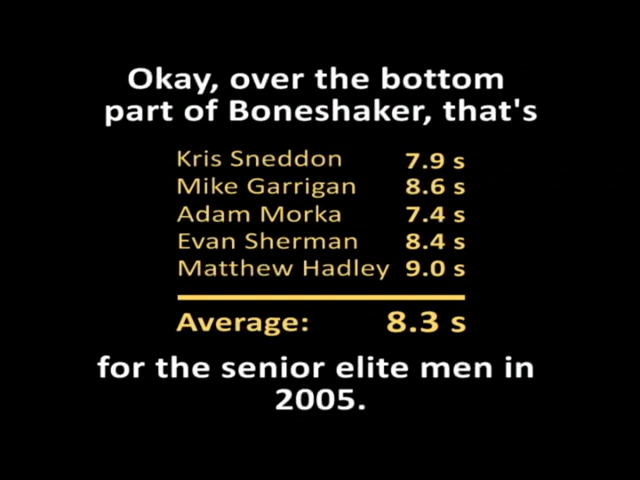 Okay, over the bottom
part of Boneshaker, that's
Kris Sneddon 7.9 s
Mike Garrigan 8.6 s
Adam Morka 7.4 s
Evan Sherman 8.4 s
Matthew Hadley 9.0 s
Average: 8.3 s
for the senior elite men in
2005.